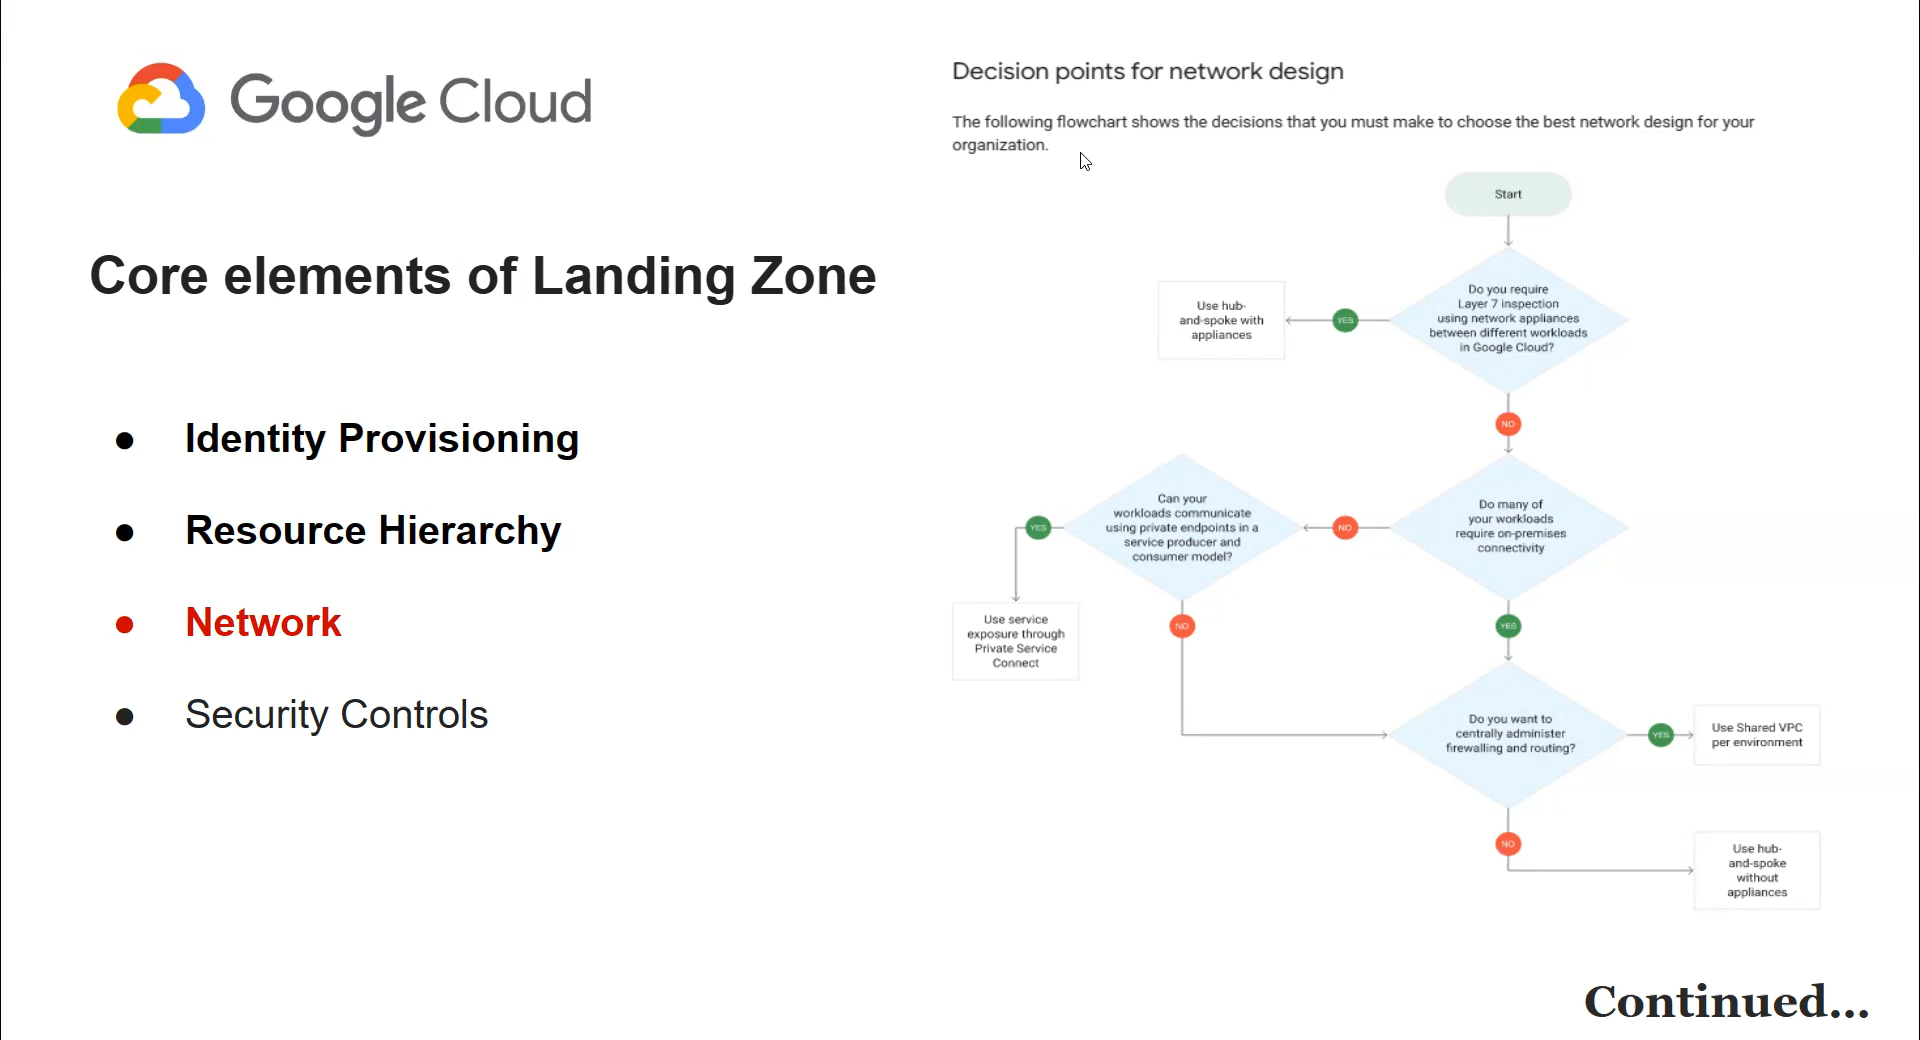 Google Cloud
Core elements of Landing Zone
● Identity Provisioning
● Resource Hierarchy
● Network
● Security Controls
Decision points for network design
The following flowchart shows the decisions that you must make to choose the best network design for your
organization.
Start
Do you require
Layer 7 inspection
using network appliances
between different workloads
in Google Cloud?
YES
Use hub-
and-spoke with
appliances
NO
Do many of
your workloads
require on-premises
connectivity
NO
Can your
workloads communicate
using private endpoints in a
service producer and
consumer model?
YES
Use service
exposure through
Private Service
Connect
NO
YES
Do you want to
centrally administer
firewalling and routing?
YES
Use Shared VPC
per environment
NO
Use hub-
and-spoke
without
appliances
Continued...